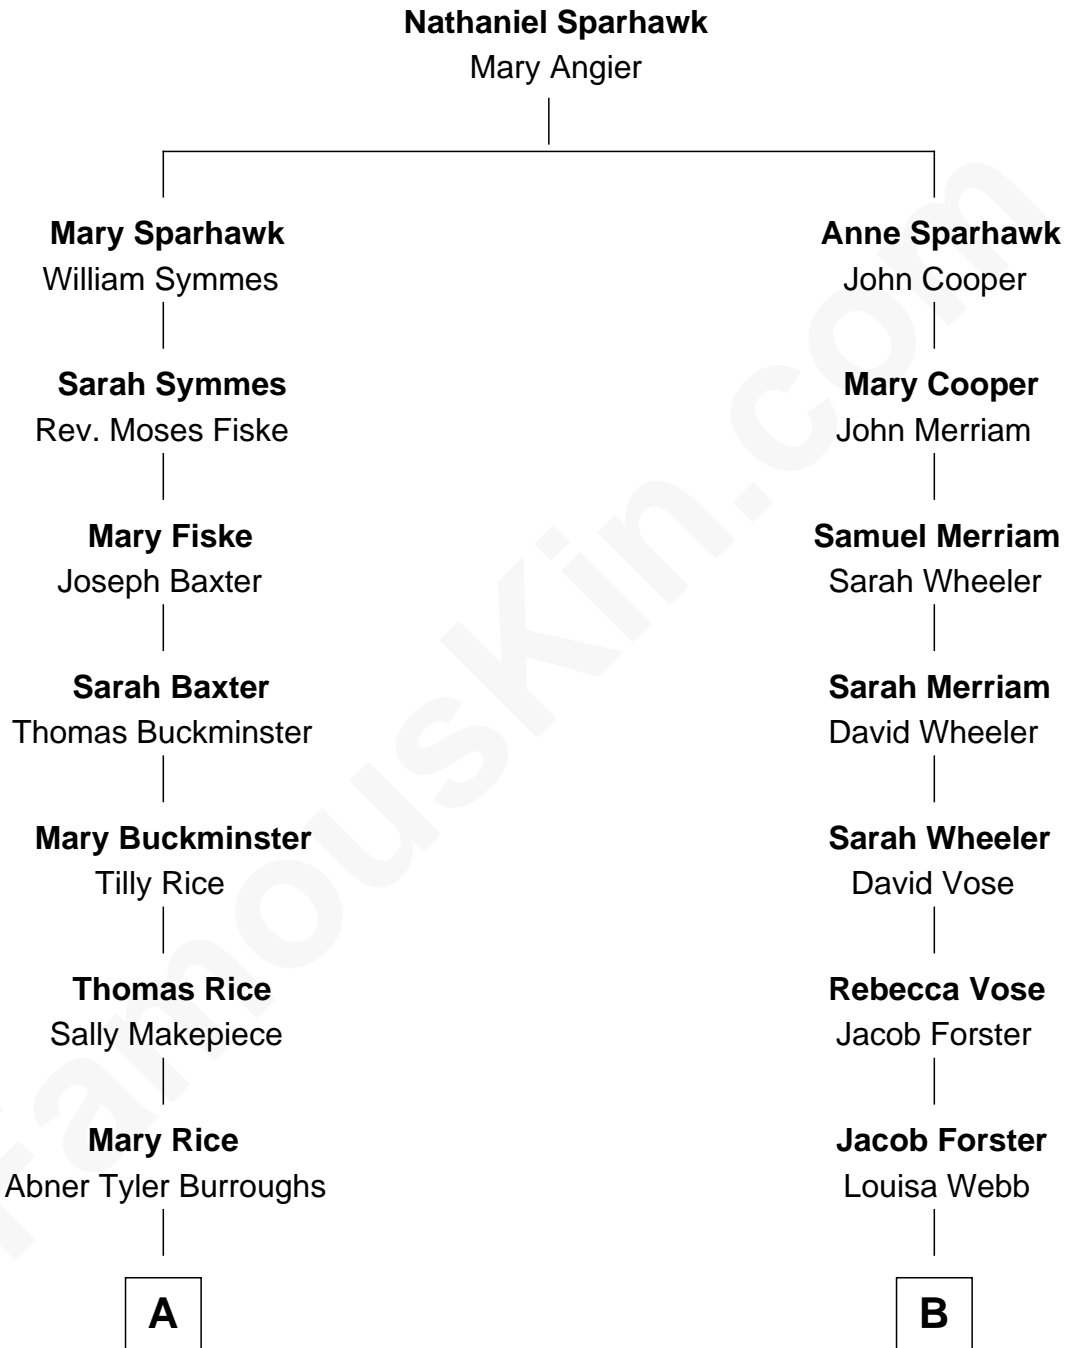 Nathaniel Sparhawk
Mary Angier
Mary Sparhawk
William Symmes
Anne Sparhawk
John Cooper
Sarah Symmes
Rev. Moses Fiske
Mary Cooper
John Merriam
Mary Fiske
Joseph Baxter
Samuel Merriam
Sarah Wheeler
Sarah Baxter
Thomas Buckminster
Sarah Merriam
David Wheeler
Mary Buckminster
Tilly Rice
Sarah Wheeler
David Vose
Thomas Rice
Sally Makepiece
Rebecca Vose
Jacob Forster
Mary Rice
Abner Tyler Burroughs
Jacob Forster
Louisa Webb
A
B
FamousKin.com